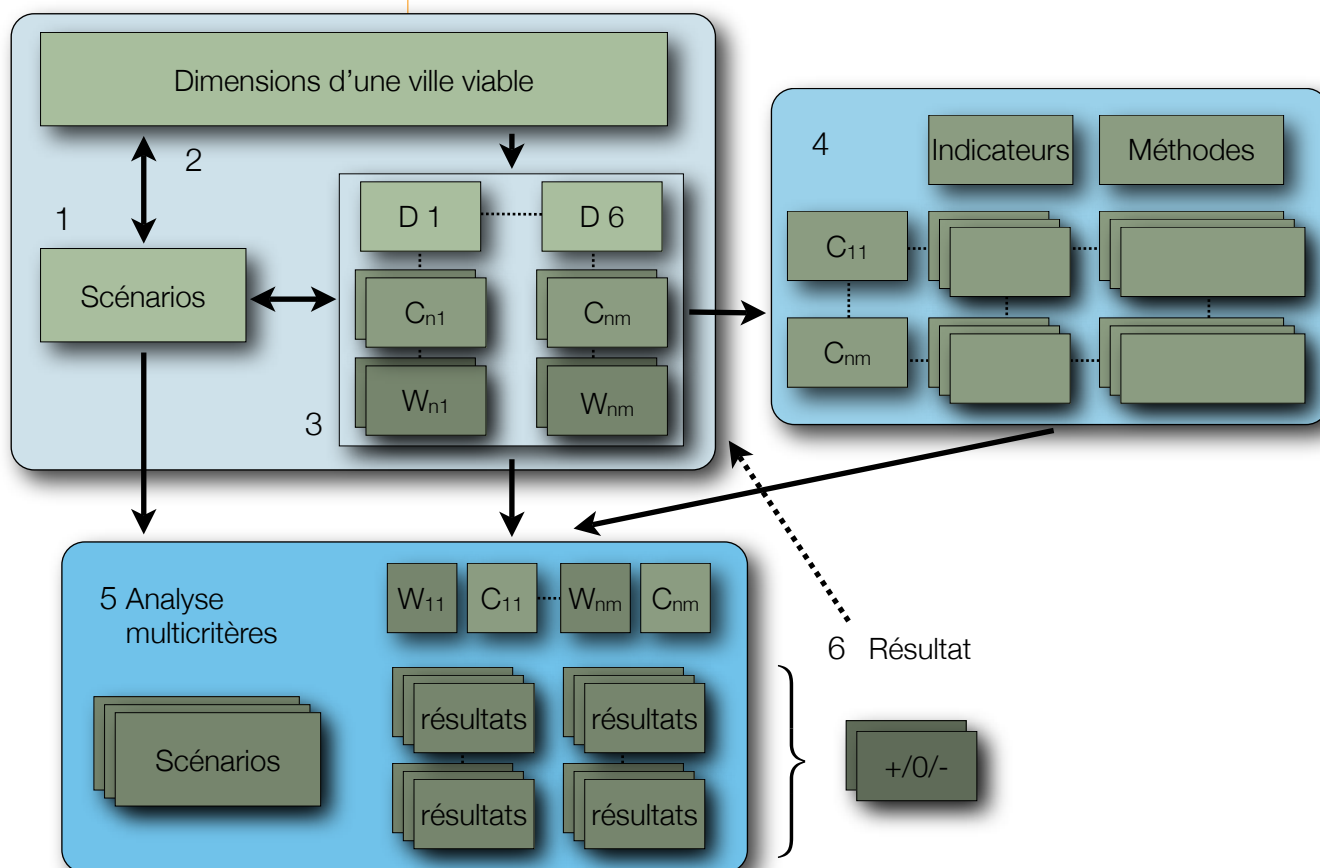 Dimensions d’une ville viable
2
1
Scénarios
D 1
D 6
Cn1
Cnm
Wn1
Wnm
3
4
Indicateurs
Méthodes
C11
Cnm
5 Analyse
multicritères
W11
C11
Wnm
Cnm
Scénarios
résultats
résultats
résultats
résultats
6 Résultat
+/0/-